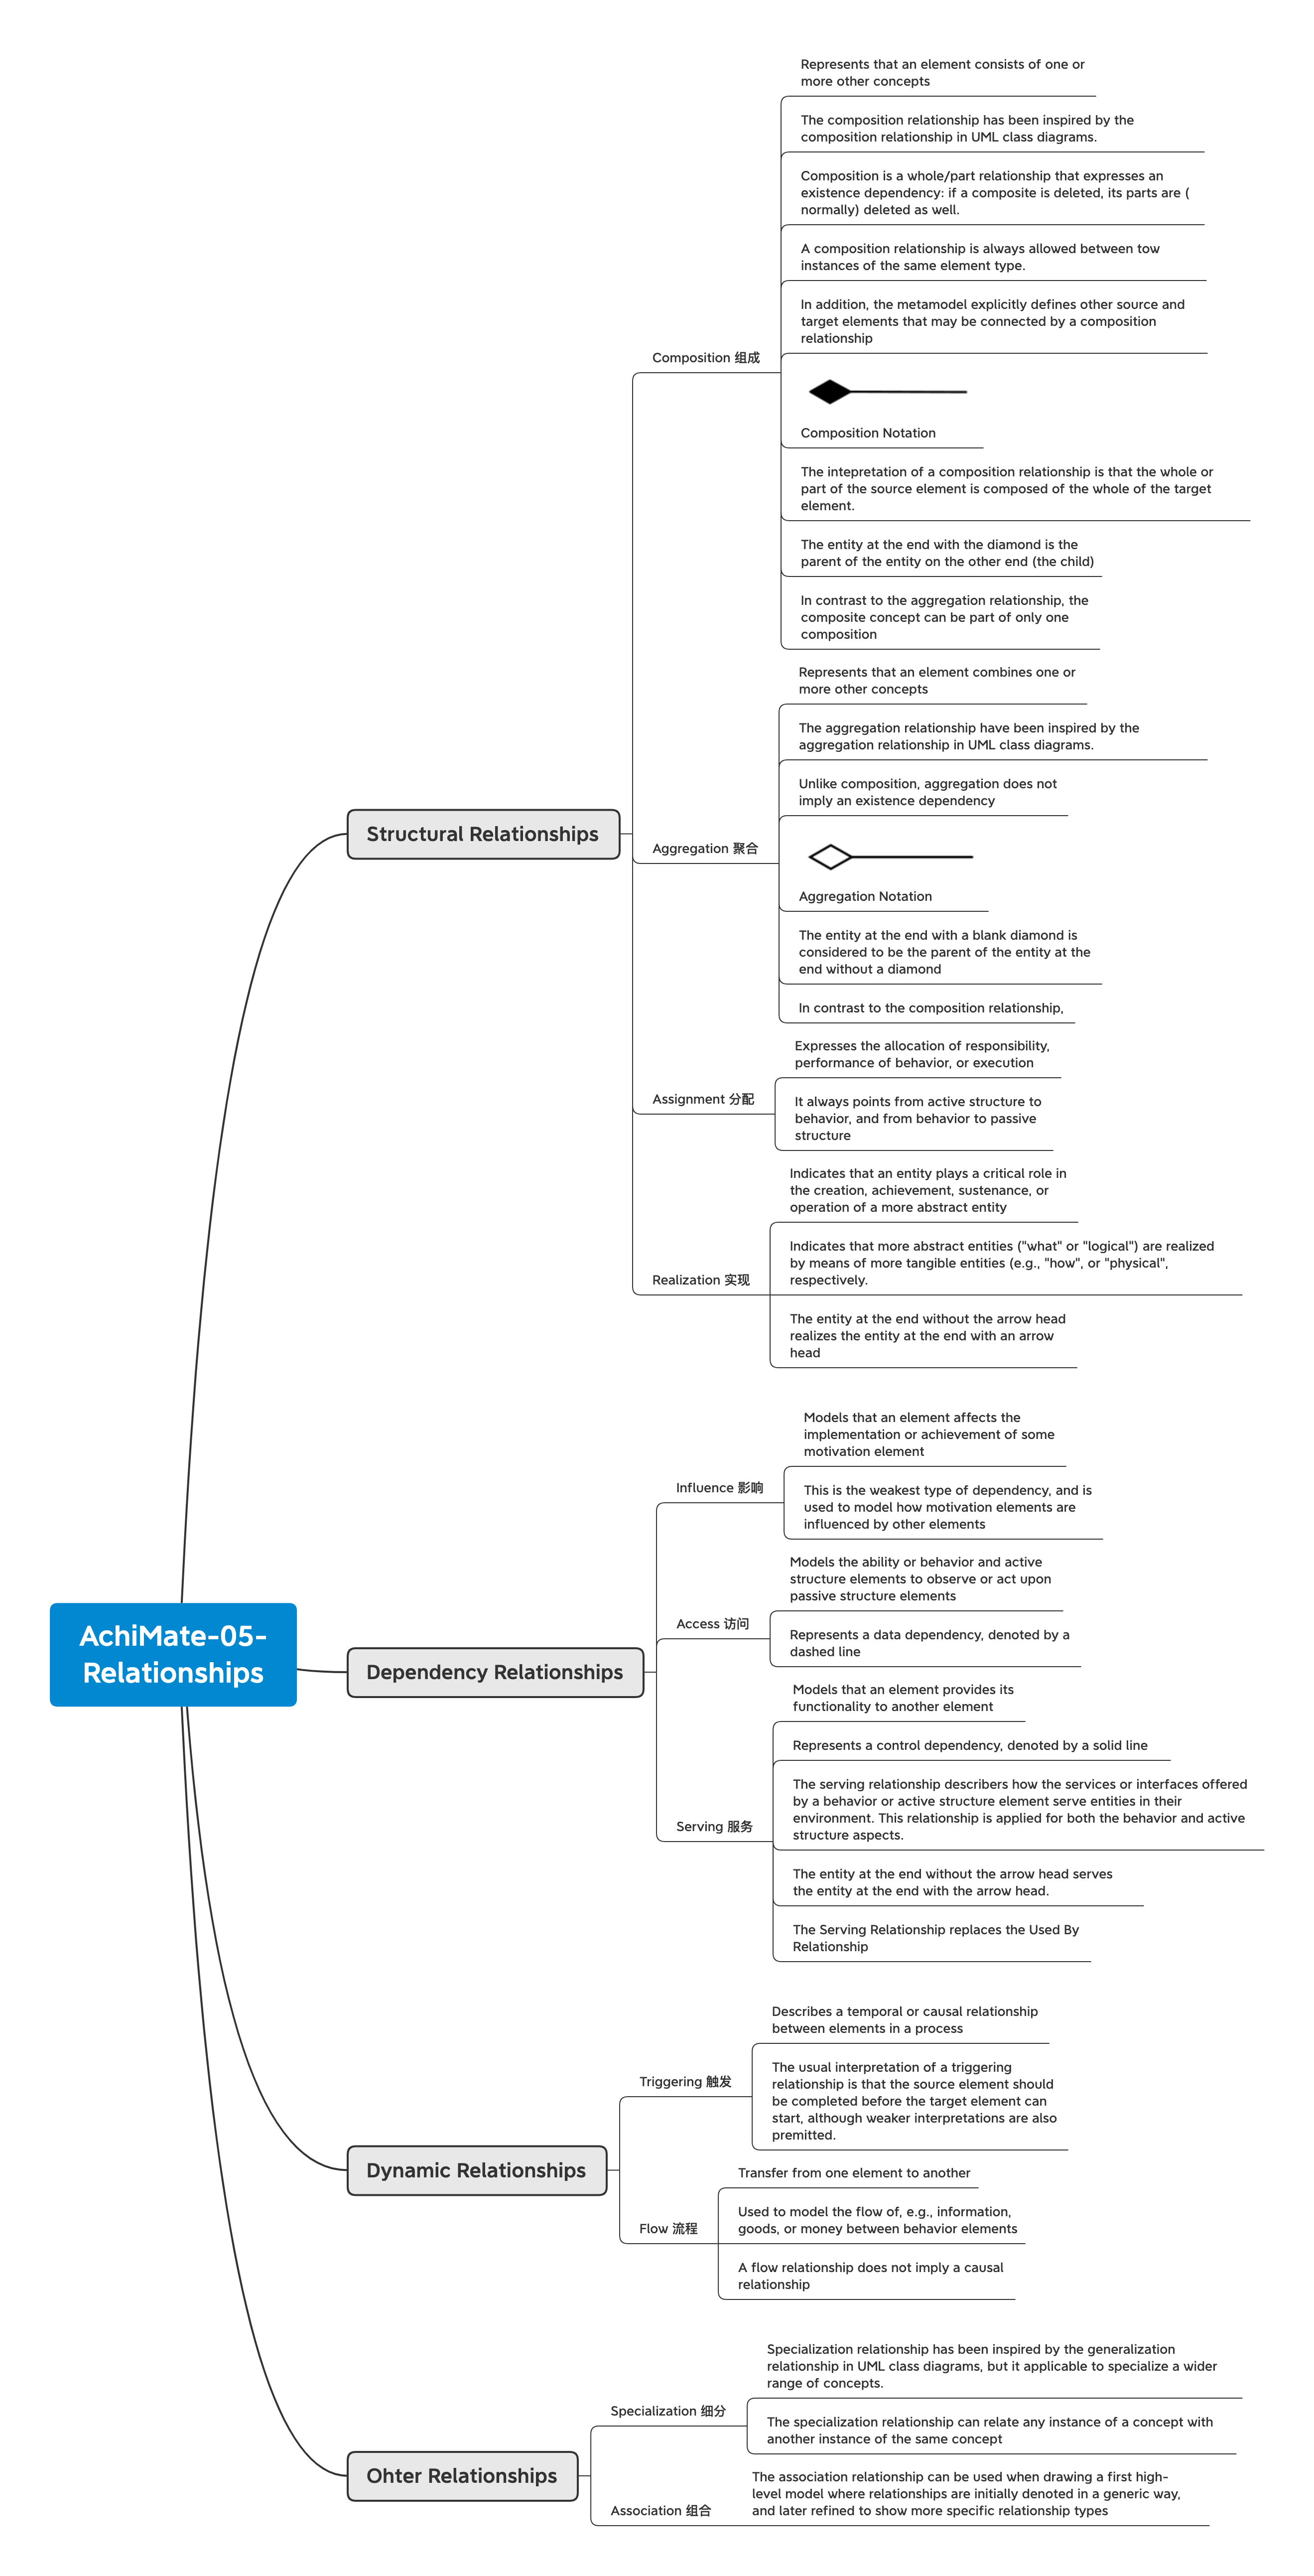 AchiMate-05-
Relationships
Structural Relationships
Composition 组成
Represents that an element consists of one or
more other concepts
The composition relationship has been inspired by the
composition relationship in UML class diagrams.
Composition is a whole/part relationship that expresses an
existence dependency: if a composite is deleted, its parts are (
normally) deleted as well.
A composition relationship is always allowed between tow
instances of the same element type.
In addition, the metamodel explicitly defines other source and
target elements that may be connected by a composition
relationship
Composition Notation
The intepretation of a composition relationship is that the whole or
part of the source element is composed of the whole of the target
element.
The entity at the end with the diamond is the
parent of the entity on the other end (the child)
In contrast to the aggregation relationship, the
composite concept can be part of only one
composition
Aggregation 聚合
Represents that an element combines one or
more other concepts
The aggregation relationship have been inspired by the
aggregation relationship in UML class diagrams.
Unlike composition, aggregation does not
imply an existence dependency
Aggregation Notation
The entity at the end with a blank diamond is
considered to be the parent of the entity at the
end without a diamond
In contrast to the composition relationship,
Assignment 分配
Expresses the allocation of responsibility,
performance of behavior, or execution
It always points from active structure to
behavior, and from behavior to passive
structure
Realization 实现
Indicates that an entity plays a critical role in
the creation, achievement, sustenance, or
operation of a more abstract entity
Indicates that more abstract entities ("what" or "logical") are realized
by means of more tangible entities (e.g., "how", or "physical",
respectively.
The entity at the end without the arrow head
realizes the entity at the end with an arrow
head
Dependency Relationships
Influence 影响
Models that an element affects the
implementation or achievement of some
motivation element
This is the weakest type of dependency, and is
used to model how motivation elements are
influenced by other elements
Access 访问
Models the ability or behavior and active
structure elements to observe or act upon
passive structure elements
Represents a data dependency, denoted by a
dashed line
Serving 服务
Models that an element provides its
functionality to another element
Represents a control dependency, denoted by a solid line
The serving relationship describers how the services or interfaces offered
by a behavior or active structure element serve entities in their
environment. This relationship is applied for both the behavior and active
structure aspects.
The entity at the end without the arrow head serves
the entity at the end with the arrow head.
The Serving Relationship replaces the Used By
Relationship
Dynamic Relationships
Triggering 触发
Describes a temporal or causal relationship
between elements in a process
The usual interpretation of a triggering
relationship is that the source element should
be completed before the target element can
start, although weaker interpretations are also
premitted.
Flow 流程
Transfer from one element to another
Used to model the flow of, e.g., information,
goods, or money between behavior elements
A flow relationship does not imply a causal
relationship
Ohter Relationships
Specialization 细分
Specialization relationship has been inspired by the generalization
relationship in UML class diagrams, but it applicable to specialize a wider
range of concepts.
The specialization relationship can relate any instance of a concept with
another instance of the same concept
Association 组合
The association relationship can be used when drawing a first high-
level model where relationships are initially denoted in a generic way,
and later refined to show more specific relationship types